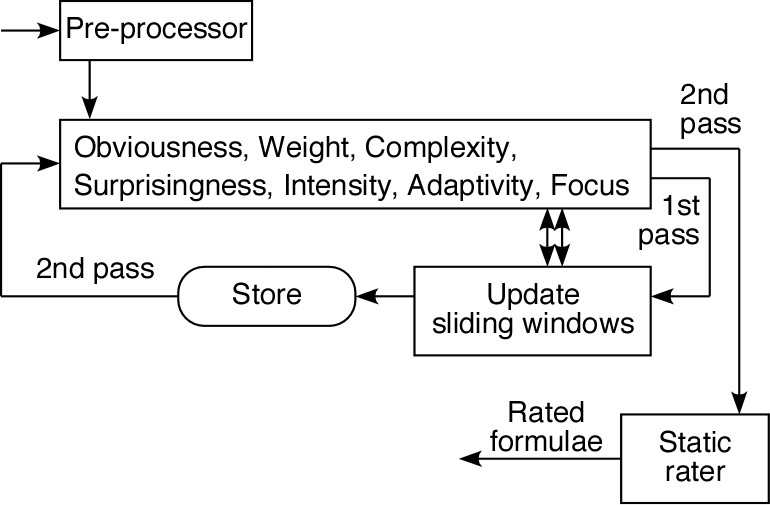 Pre-processor
2nd
pass
Obviousness, Weight, Complexity,
Surprisingness, Intensity, Adaptivity, Focus
1st
pass
2nd pass
Store
Update
sliding windows
Rated
formulae
Static
rater